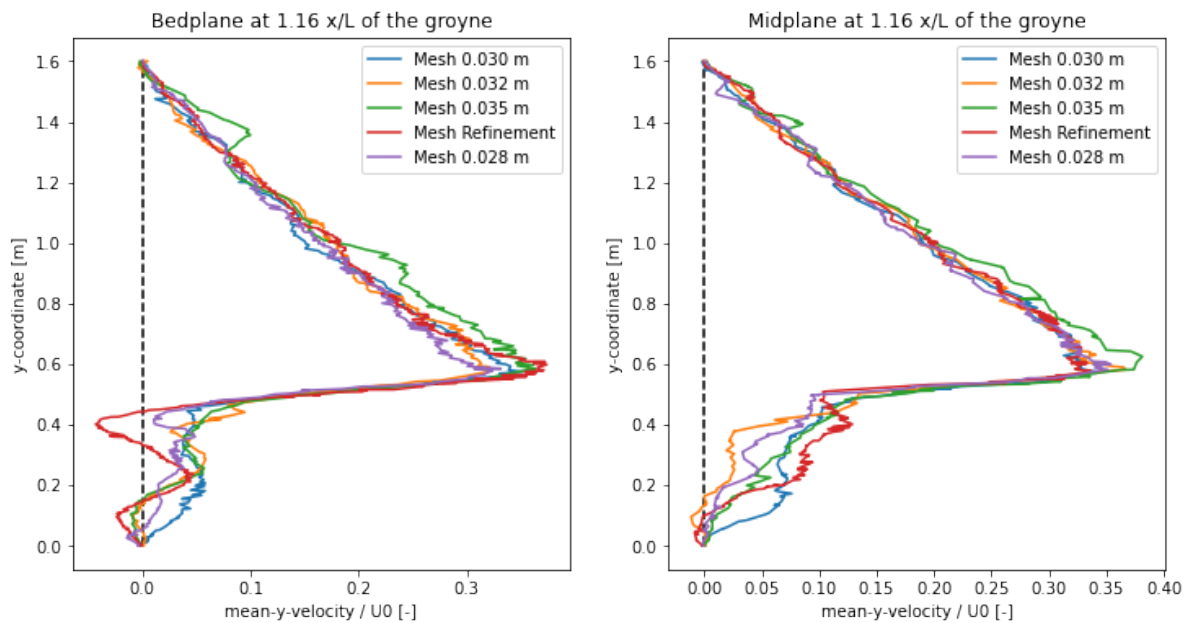 Bedplane at 1.16 x/L of the groyne
Mesh 0.030 m
Mesh 0.032 m
Mesh 0.035 m
Mesh Refinement
Mesh 0.028 m
1.6
1.4
1.2
1.0
0.8
0.6
0.4
0.2
0.0
y-coordinate [m]
0.0 0.1 0.2 0.3
mean-y-velocity / U0 [-]
Midplane at 1.16 x/L of the groyne
Mesh 0.030 m
Mesh 0.032 m
Mesh 0.035 m
Mesh Refinement
Mesh 0.028 m
1.6
1.4
1.2
1.0
0.8
0.6
0.4
0.2
0.0
y-coordinate [m]
0.00 0.05 0.10 0.15 0.20 0.25 0.30 0.35 0.40
mean-y-velocity / U0 [-]